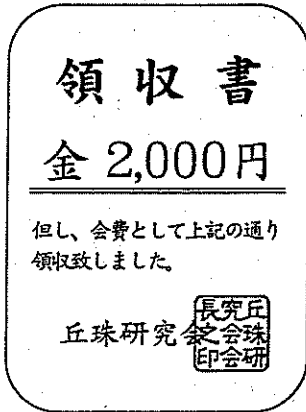 領収書
金 2,000円
但し、会費として上記の通り
領収致しました。
丘珠研究会
丘珠研
究会会
長之印